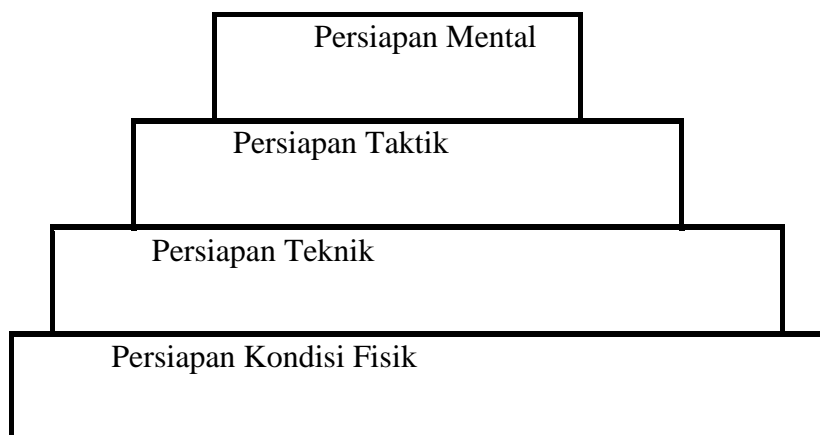 Persiapan Mental
Persiapan Taktik
Persiapan Teknik
Persiapan Kondisi Fisik